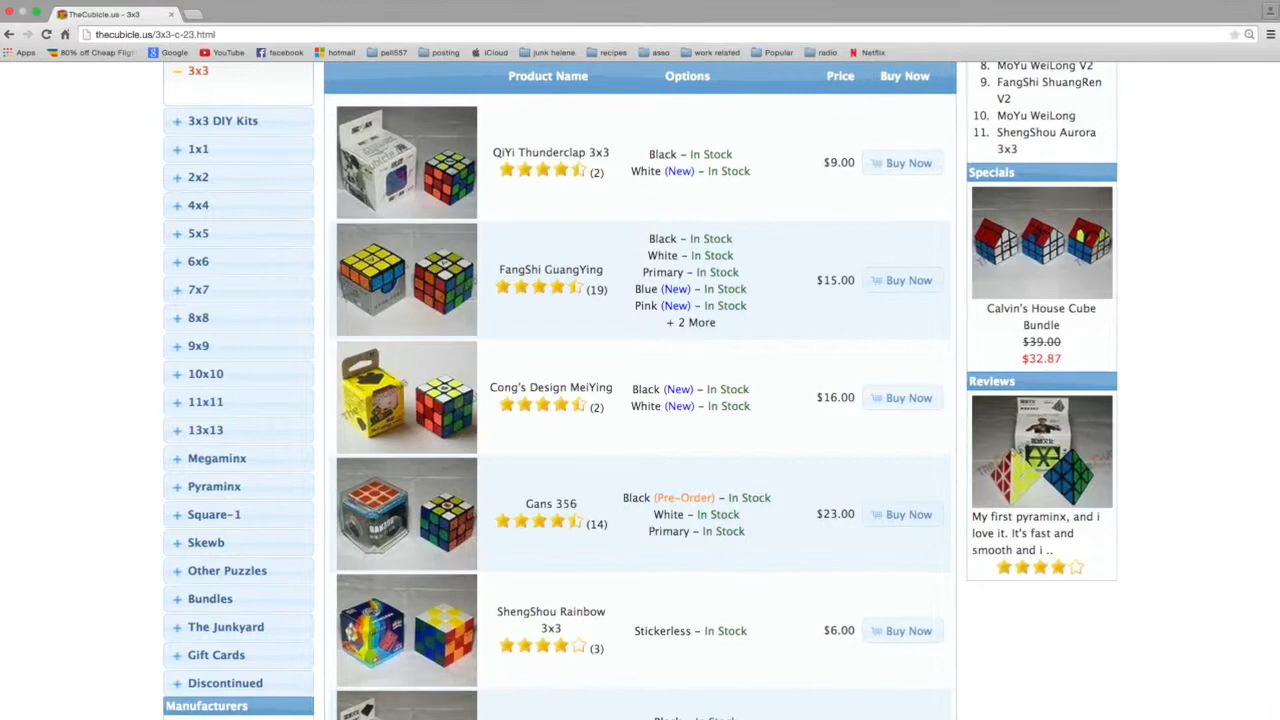 TheCubicle.us - 3x3
thecubicle.us/3x3-c-23.html
Apps
80% off Cheap Fligh
Google
YouTube
facebook
hotmail
pell557
posting
iCloud
junk helene
recipes
asso
work related
Popular
radio
Netflix
3x3
3x3 DIY Kits
1x1
2x2
4x4
5x5
6x6
7x7
8x8
9x9
10x10
11x11
13x13
Megaminx
Pyraminx
Square-1
Skewb
Other Puzzles
Bundles
The Junkyard
Gift Cards
Discontinued
Manufacturers
Product Name Options Price Buy Now
QiYi Thunderclap 3x3
(2)
Black - In Stock
White (New) - In Stock
$9.00
Buy Now
FangShi GuangYing
(19)
Black - In Stock
White - In Stock
Primary - In Stock
Blue (New) - In Stock
Pink (New) - In Stock
+ 2 More
$15.00
Buy Now
Cong's Design MeiYing
(2)
Black (New) - In Stock
White (New) - In Stock
$16.00
Buy Now
Gans 356
(14)
Black (Pre-Order) - In Stock
White - In Stock
Primary - In Stock
$23.00
Buy Now
ShengShou Rainbow
3x3
(3)
Stickerless - In Stock
$6.00
Buy Now
8. MoYu WeiLong V2
9. FangShi ShuangRen
V2
10. MoYu WeiLong
11. ShengShou Aurora
3x3
Specials
Calvin's House Cube
Bundle
$39.00
$32.87
Reviews
My first pyraminx, and i
love it. It's fast and
smooth and i ..